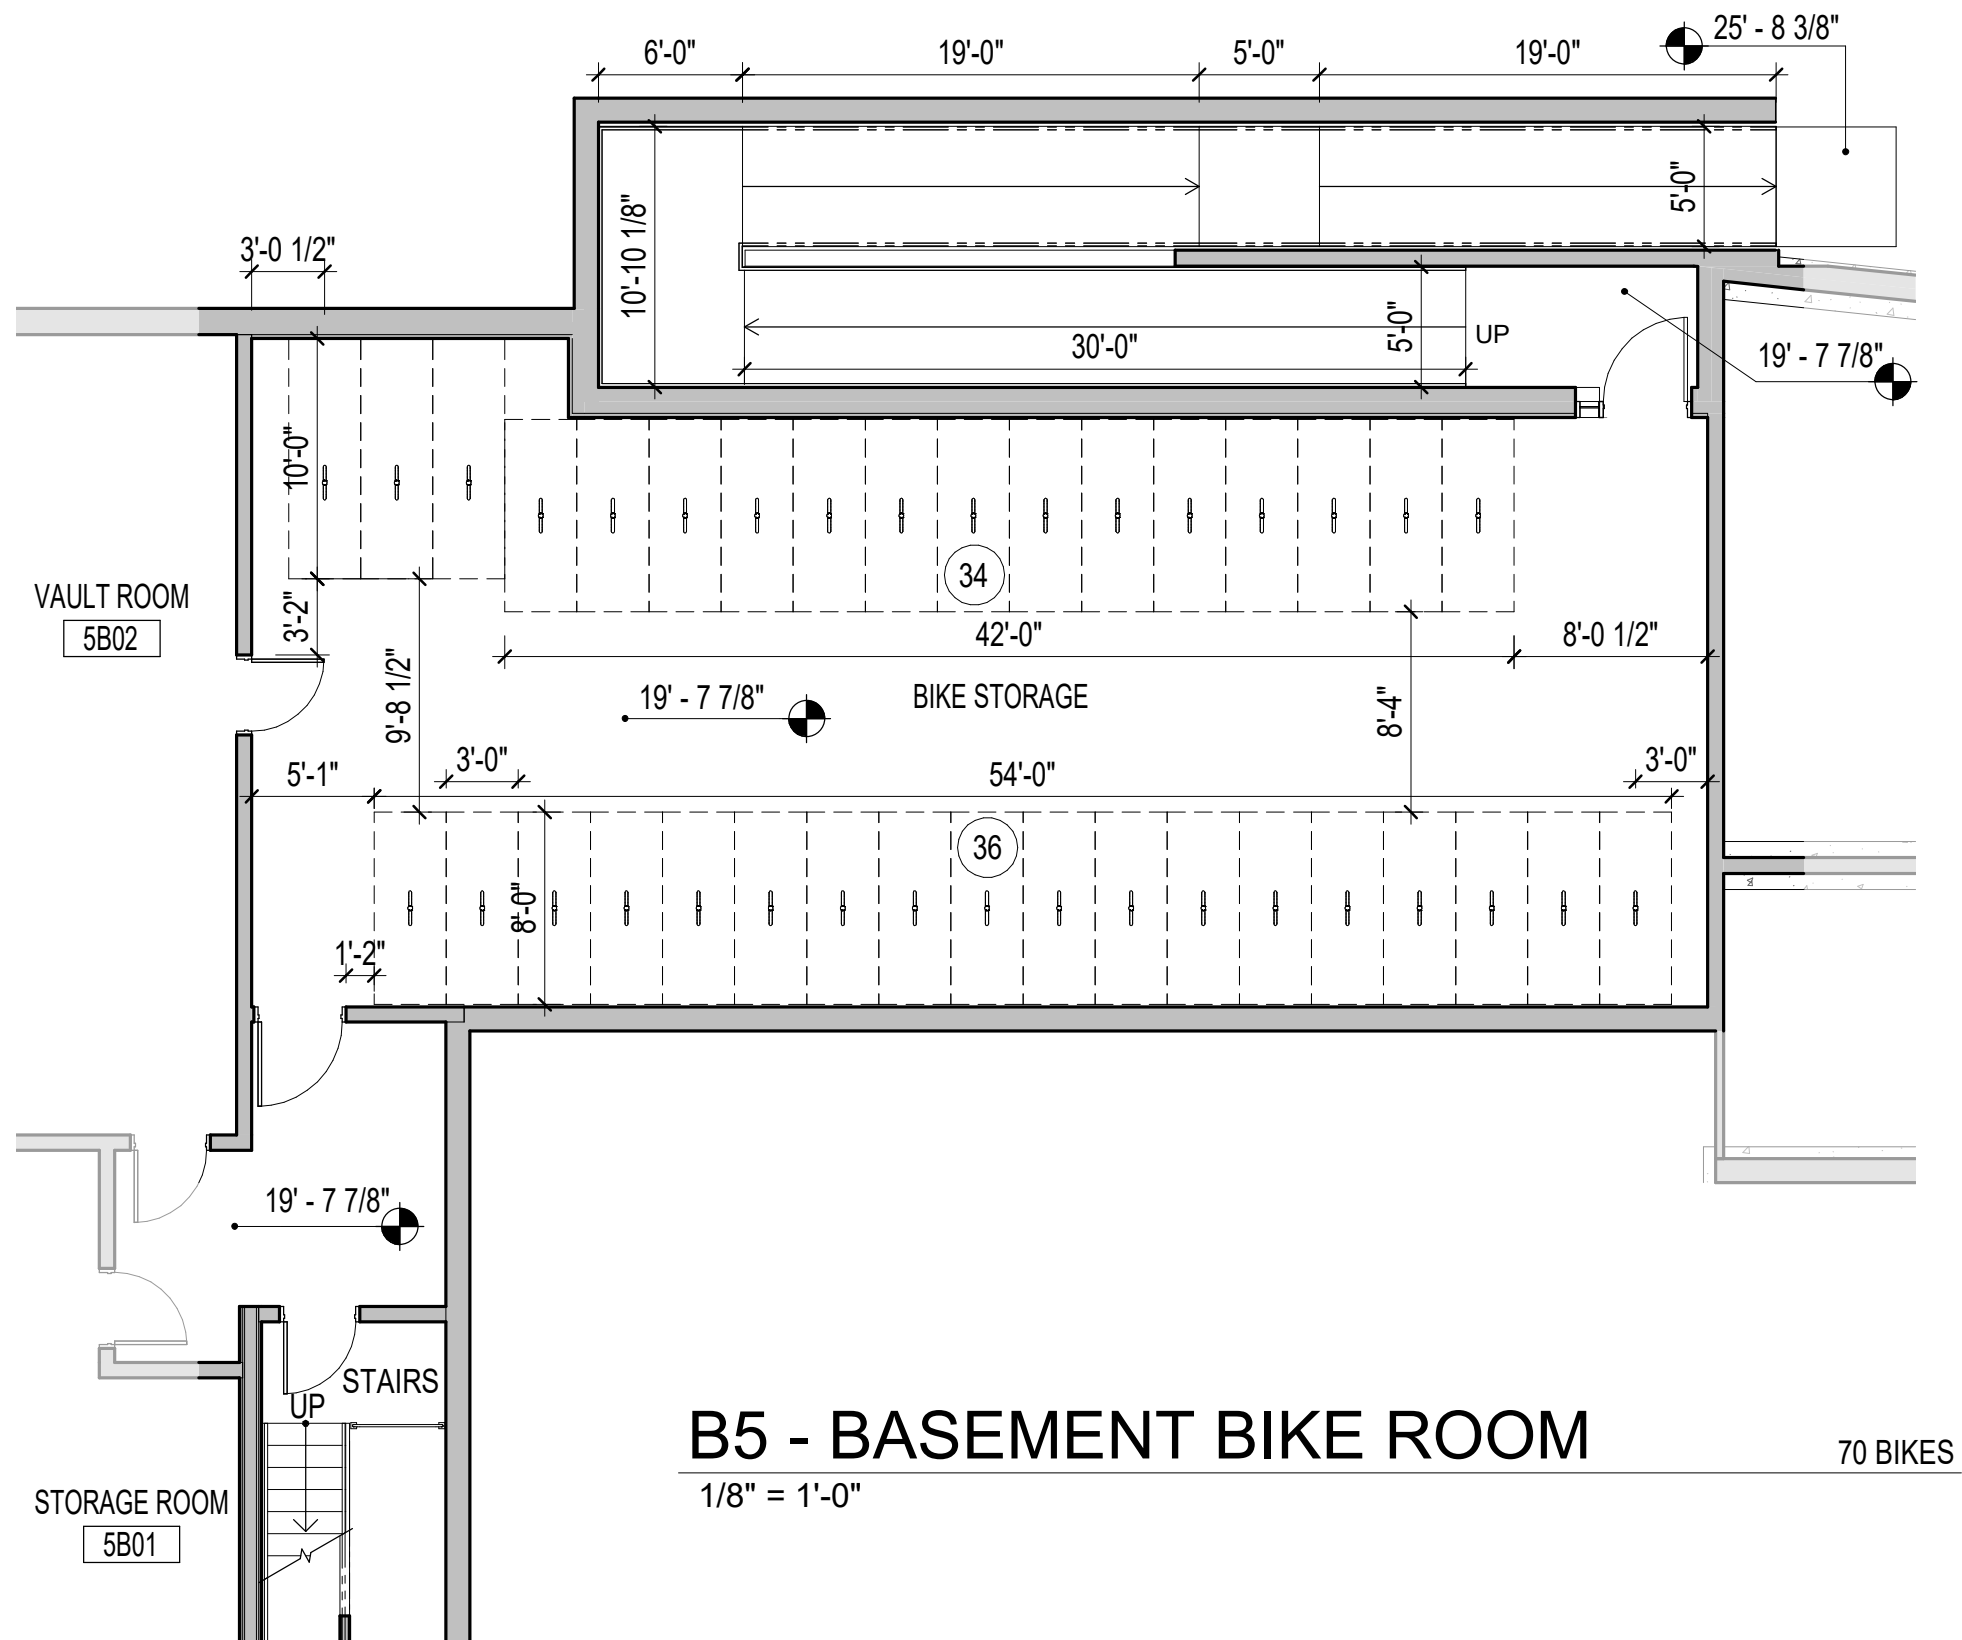 25' - 8 3/8"
6'-0"
19'-0"
5'-0"
19'-0"
5'-0"
10'-10 1/8"
3'-0 1/2"
5'-0"
UP
30'-0"
19' - 7 7/8"
10'-0"
34
VAULT ROOM
5B02
3'-2"
42'-0"
8'-0 1/2"
9'-8 1/2"
19' - 7 7/8"
BIKE STORAGE
8'-4"
5'-1"
3'-0"
54'-0"
3'-0"
36
8'-0"
1'-2"
19' - 7 7/8"
STAIRS
UP
STORAGE ROOM
5B01
B5 - BASEMENT BIKE ROOM
70 BIKES
1/8" = 1'-0"